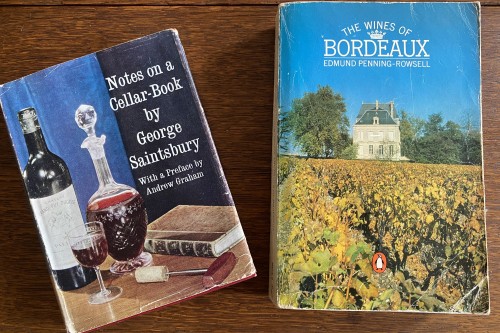 Notes on a
Cellar-Book
by
George
Saintsbury
With a Preface by
Andrew Graham
THE WINES OF
BORDEAUX
EDMUND PENNING-ROWSELL